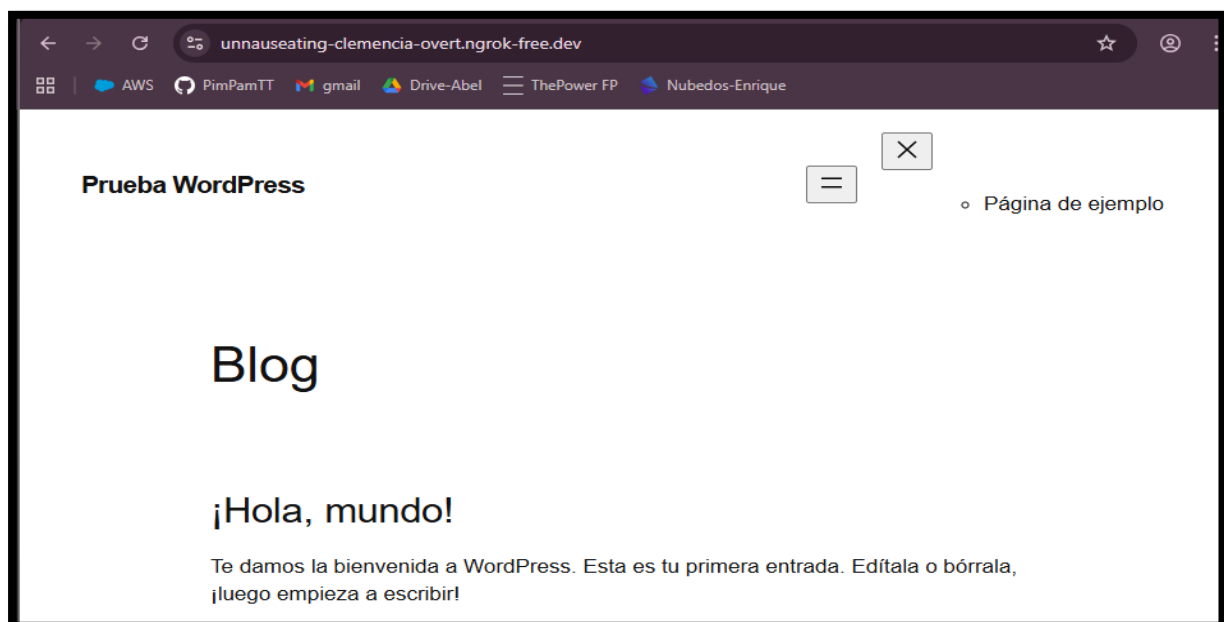 unnauseating-clemencia-overt.ngrok-free.dev
AWS PimPamTT gmail Drive-Abel ThePower FP Nubedos-Enrique
Prueba WordPress
Página de ejemplo
Blog
¡Hola, mundo!
Te damos la bienvenida a WordPress. Esta es tu primera entrada. Edítala o bórrala,
¡luego empieza a escribir!